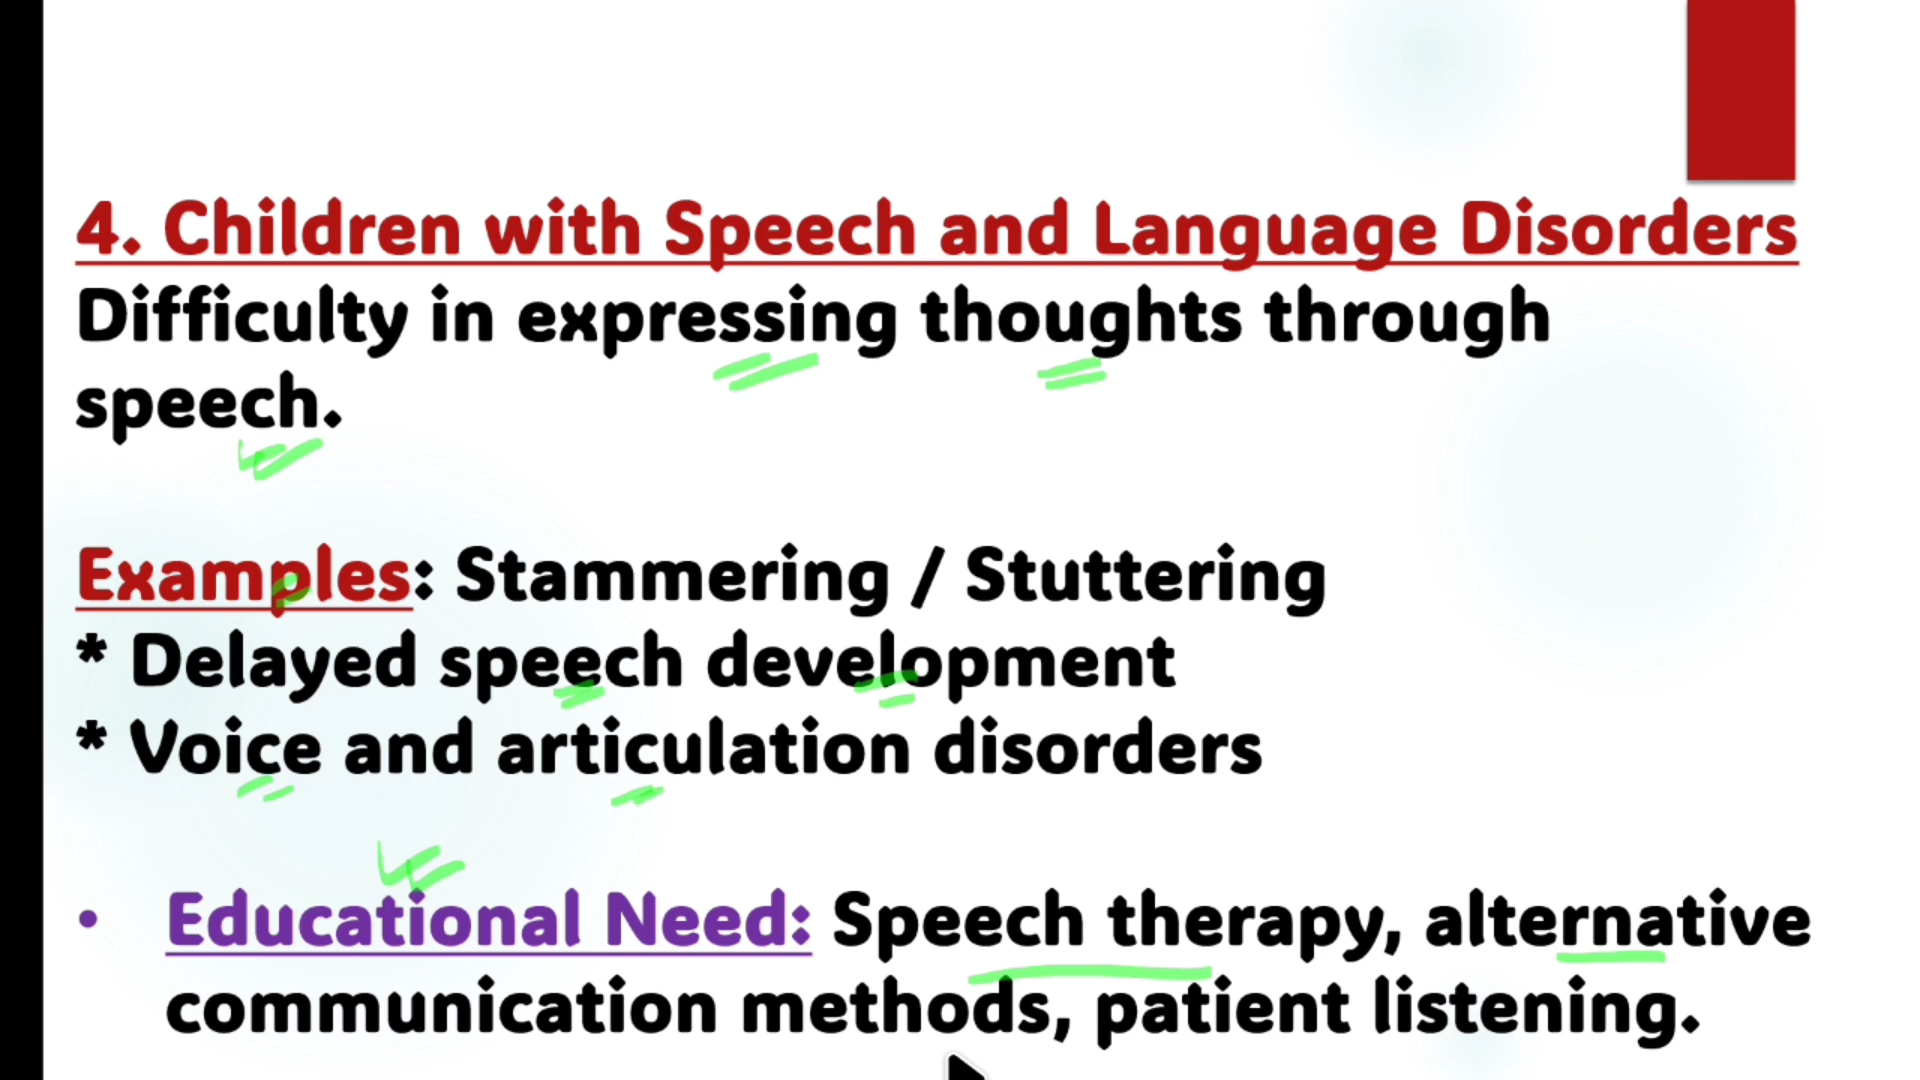 4. Children with Speech and Language Disorders
Difficulty in expressing thoughts through
speech.
Examples: Stammering / Stuttering
* Delayed speech development
* Voice and articulation disorders
• Educational Need: Speech therapy, alternative
communication methods, patient listening.